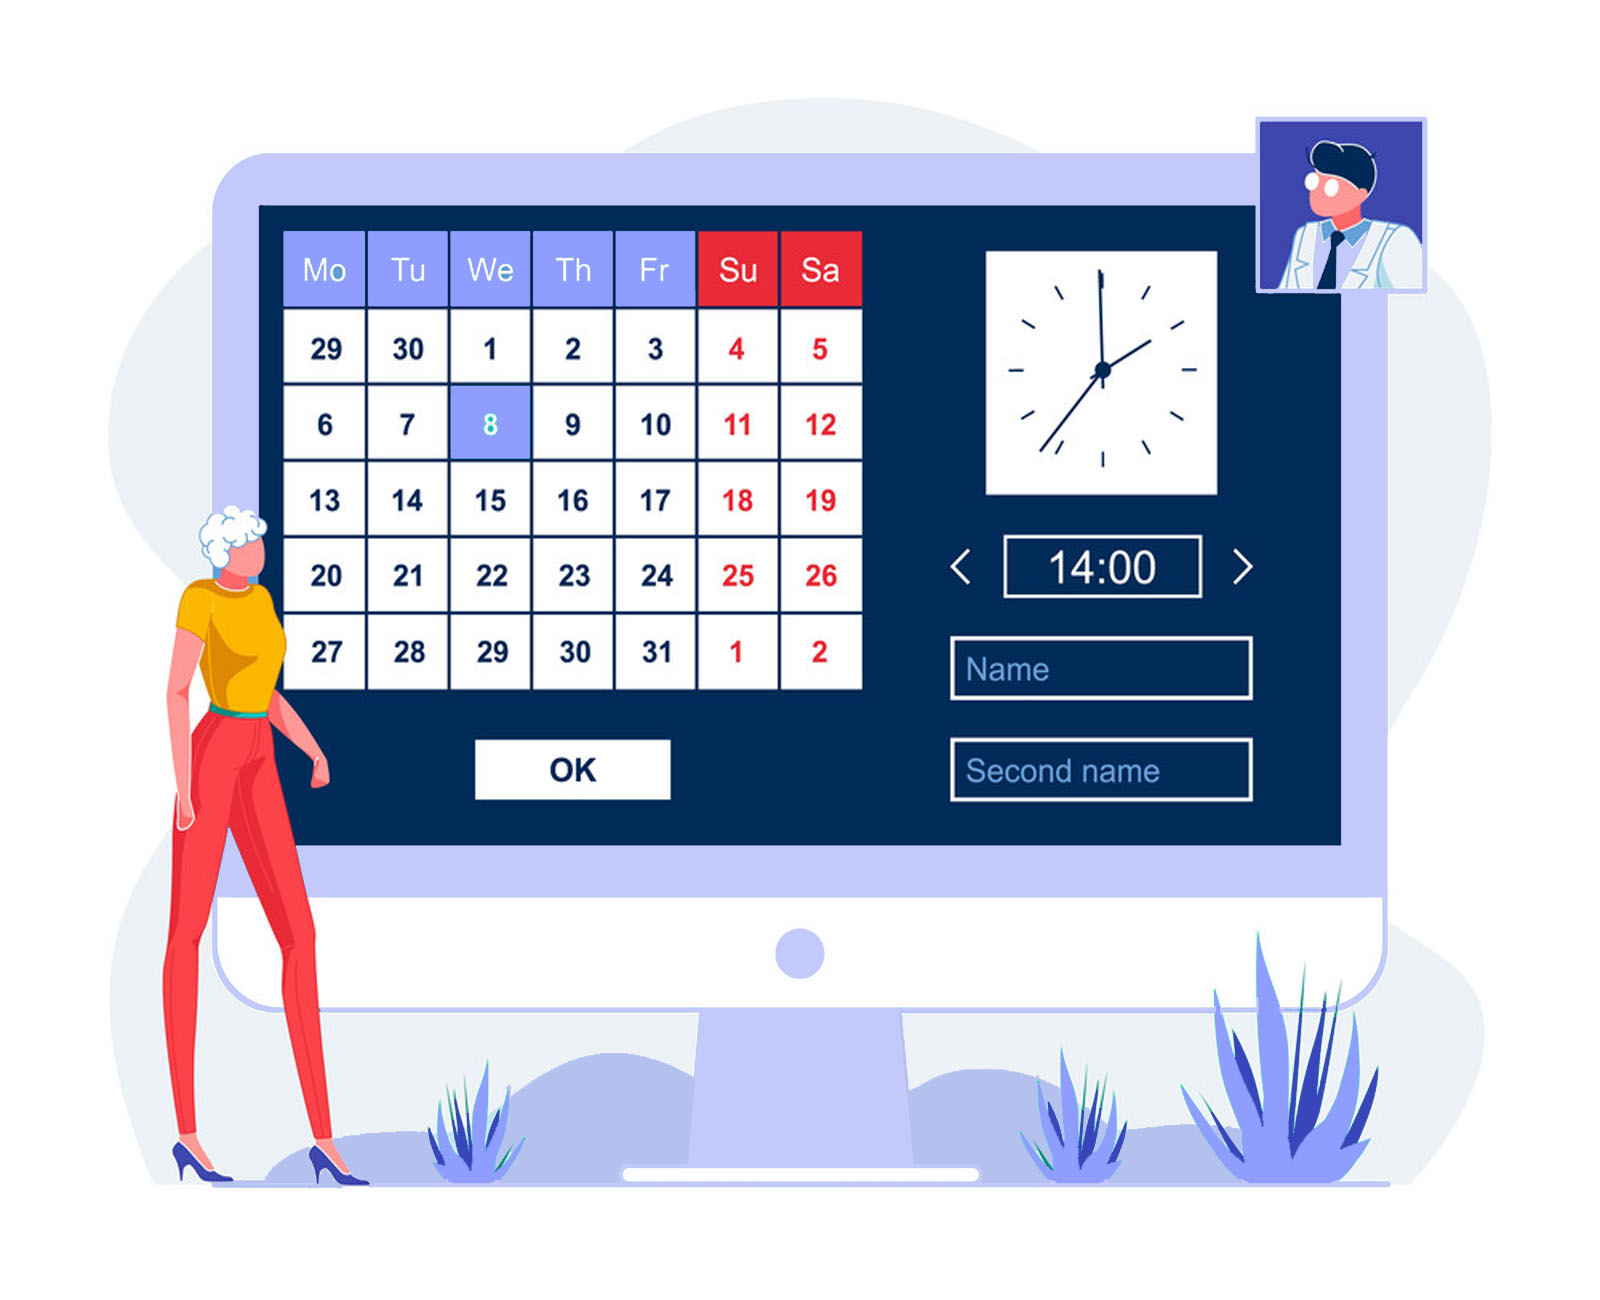 Mo Tu We Th Fr Su Sa
29 30 1 2 3 4 5
6 7 8 9 10 11 12
13 14 15 16 17 18 19
20 21 22 23 24 25 26
27 28 29 30 31 1 2
OK
14:00
Name
Second name